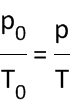 p₀/T₀ = p/T